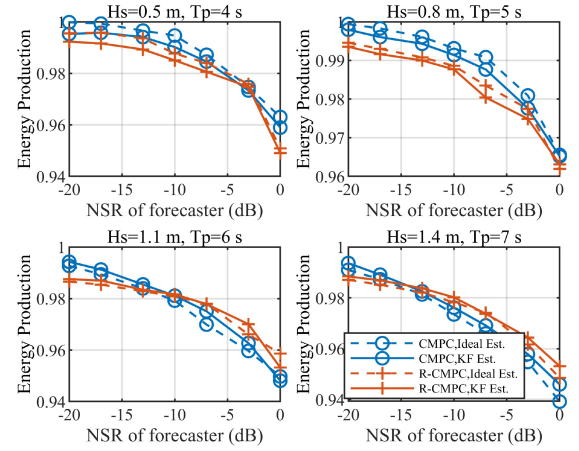 Hs=0.5 m, Tp=4 s
1
0.98
0.96
0.94
Energy Production
-20 -15 -10 -5 0
NSR of forecaster (dB)
Hs=0.8 m, Tp=5 s
1
0.99
0.98
0.97
0.96
Energy Production
-20 -15 -10 -5 0
NSR of forecaster (dB)
Hs=1.1 m, Tp=6 s
1
0.98
0.96
0.94
Energy Production
-20 -15 -10 -5 0
NSR of forecaster (dB)
Hs=1.4 m, Tp=7 s
1
0.98
0.96
0.94
Energy Production
CMPC,Ideal Est.
CMPC,KF Est.
R-CMPC,Ideal Est.
R-CMPC,KF Est.
-20 -15 -10 -5 0
NSR of forecaster (dB)